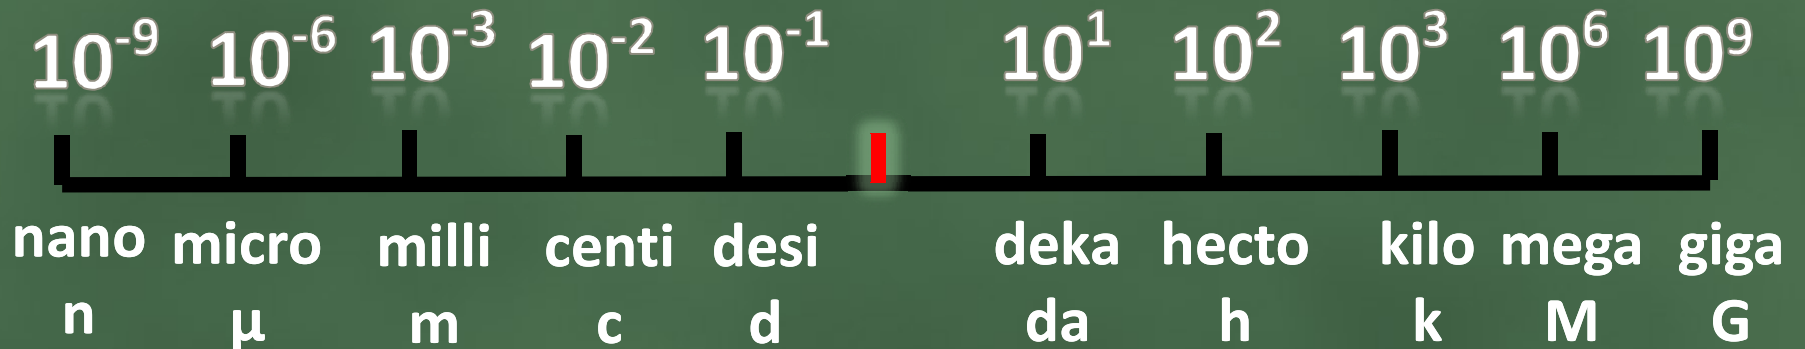 10⁻⁹ 10⁻⁶ 10⁻³ 10⁻² 10⁻¹ 10¹ 10² 10³ 10⁶ 10⁹
nano micro milli centi desi deka hecto kilo mega giga
n μ m c d da h k M G